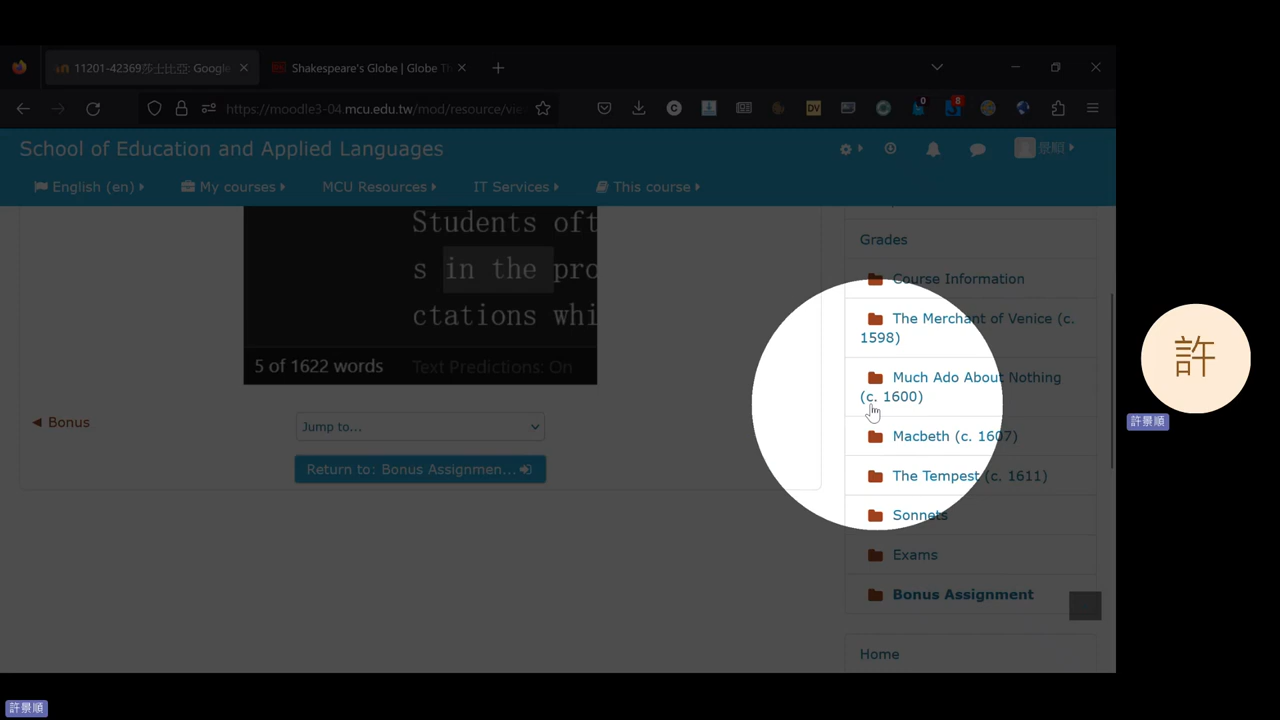 11201-42369莎士比亞: Google
Shakespeare's Globe | Globe Th
https://moodle3-04.mcu.edu.tw/mod/resource/vie
0
8
School of Education and Applied Languages
景順
English (en)
My courses
MCU Resources
IT Services
This course
Students oft
s in the pro
ctations whi
5 of 1622 words
Text Predictions: On
◄ Bonus
Jump to...
Return to: Bonus Assignmen...
Grades
Course Information
The Merchant of Venice (c.
1598)
Much Ado About Nothing
(c. 1600)
Macbeth (c. 1607)
The Tempest (c. 1611)
Sonnets
Exams
Bonus Assignment
Home
許
許景順
許景順